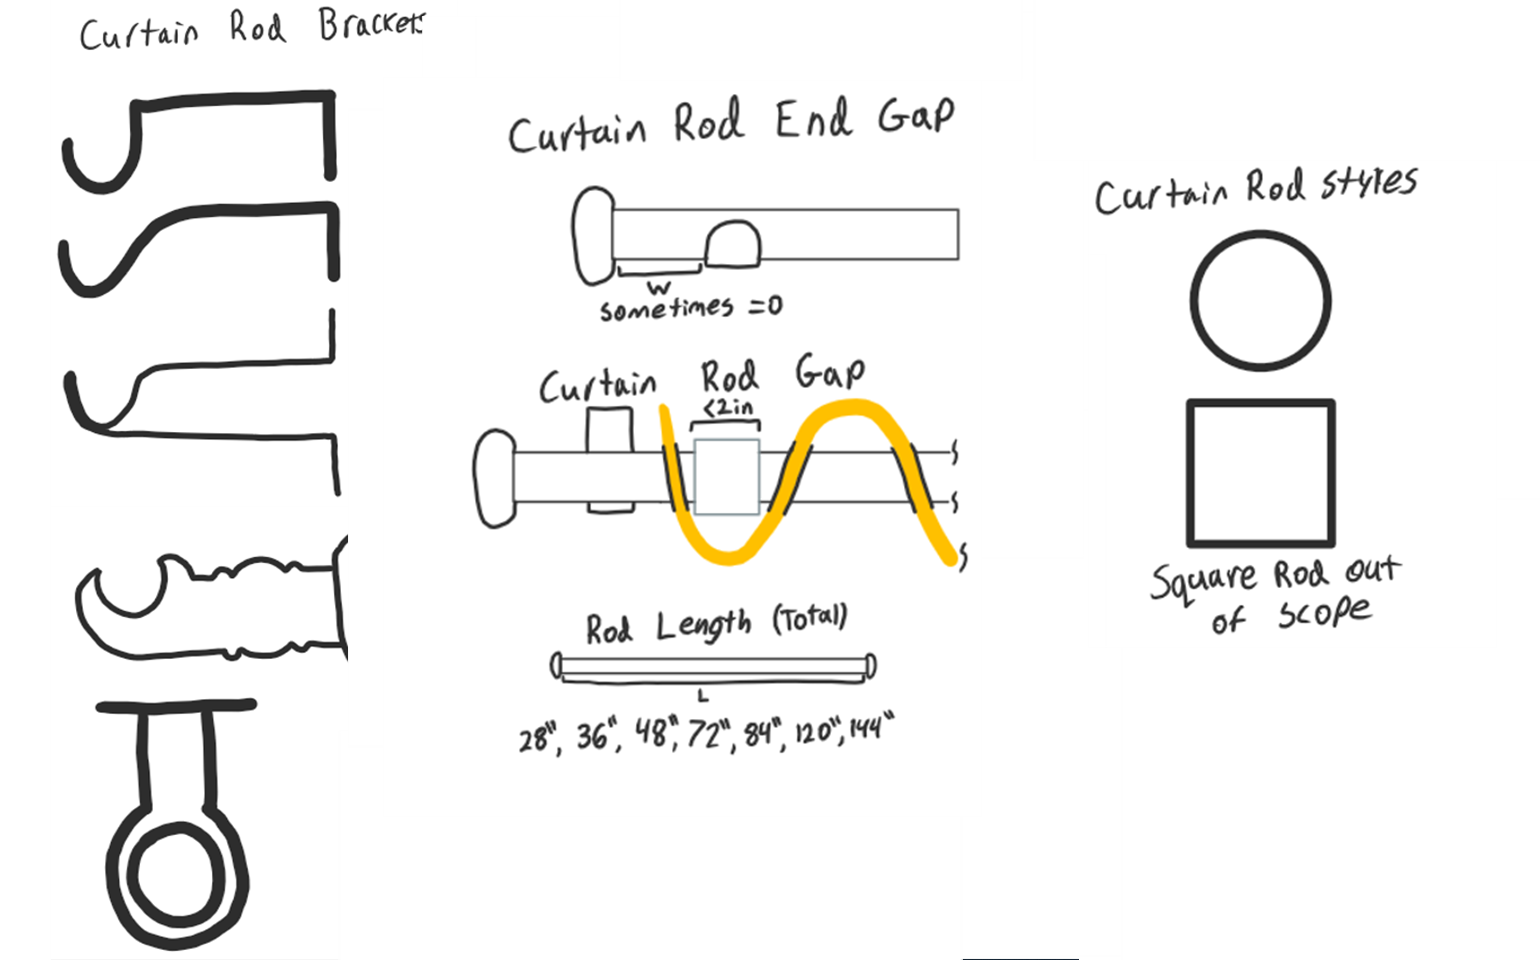 Curtain Rod Brackets
Curtain Rod End Gap
w
sometimes =0
Curtain Rod Gap
<2in
Rod Length (Total)
L
28", 36", 48", 72", 84", 120", 144"
Curtain Rod styles
Square Rod out
of scope